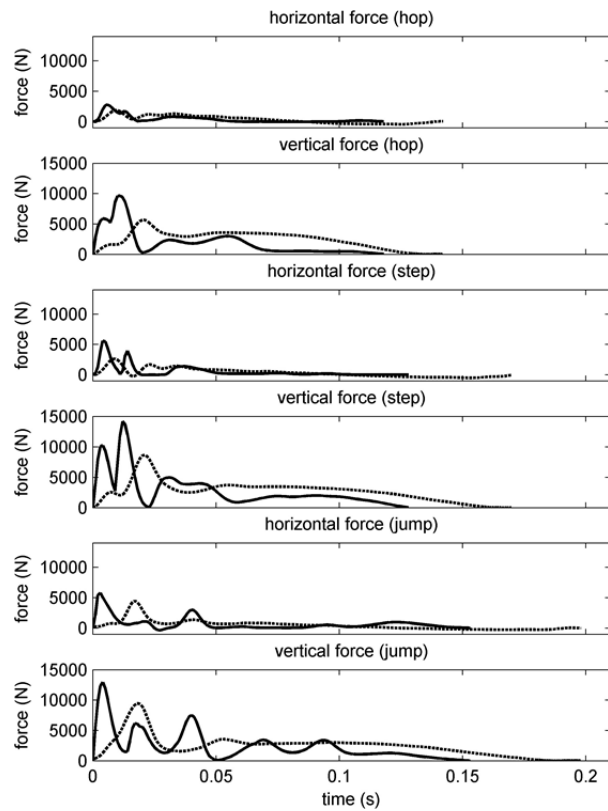 horizontal force (hop)
force (N)
10000
5000
0
vertical force (hop)
force (N)
15000
10000
5000
0
horizontal force (step)
force (N)
10000
5000
0
vertical force (step)
force (N)
15000
10000
5000
0
horizontal force (jump)
force (N)
10000
5000
0
vertical force (jump)
force (N)
15000
10000
5000
0
0 0.05 0.1 0.15 0.2
time (s)